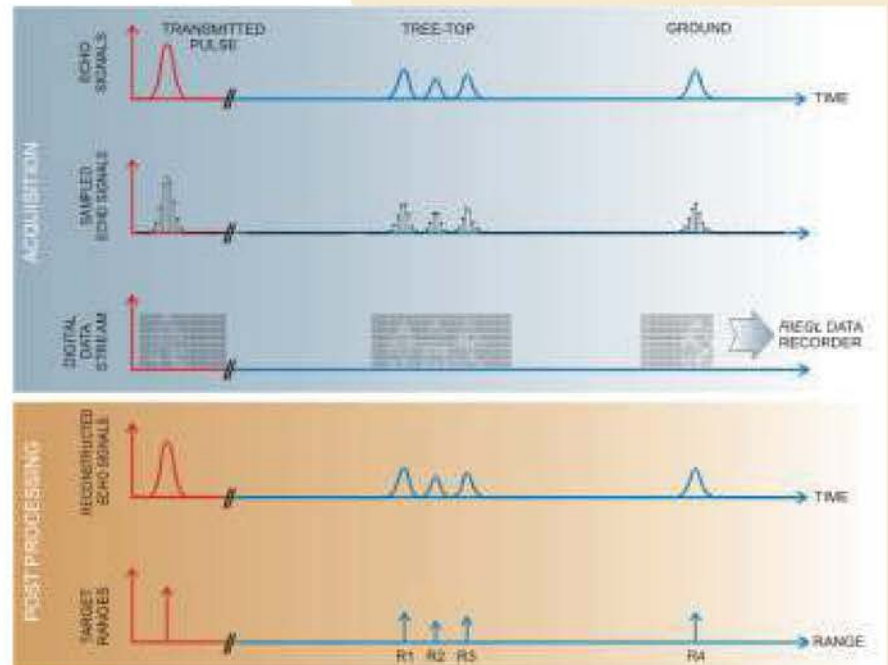 TRANSMITTED
PULSE
TREE-TOP
GROUND
ECHO
SIGNALS
TIME
ACQUISITION
SAMPLED
ECHO SIGNALS
DIGITAL
DATA
STREAM
RIEGL DATA
RECORDER
POST PROCESSING
RECONSTRUCTED
ECHO SIGNALS
TIME
TARGET
RANGES
R1 R2 R3 R4
RANGE